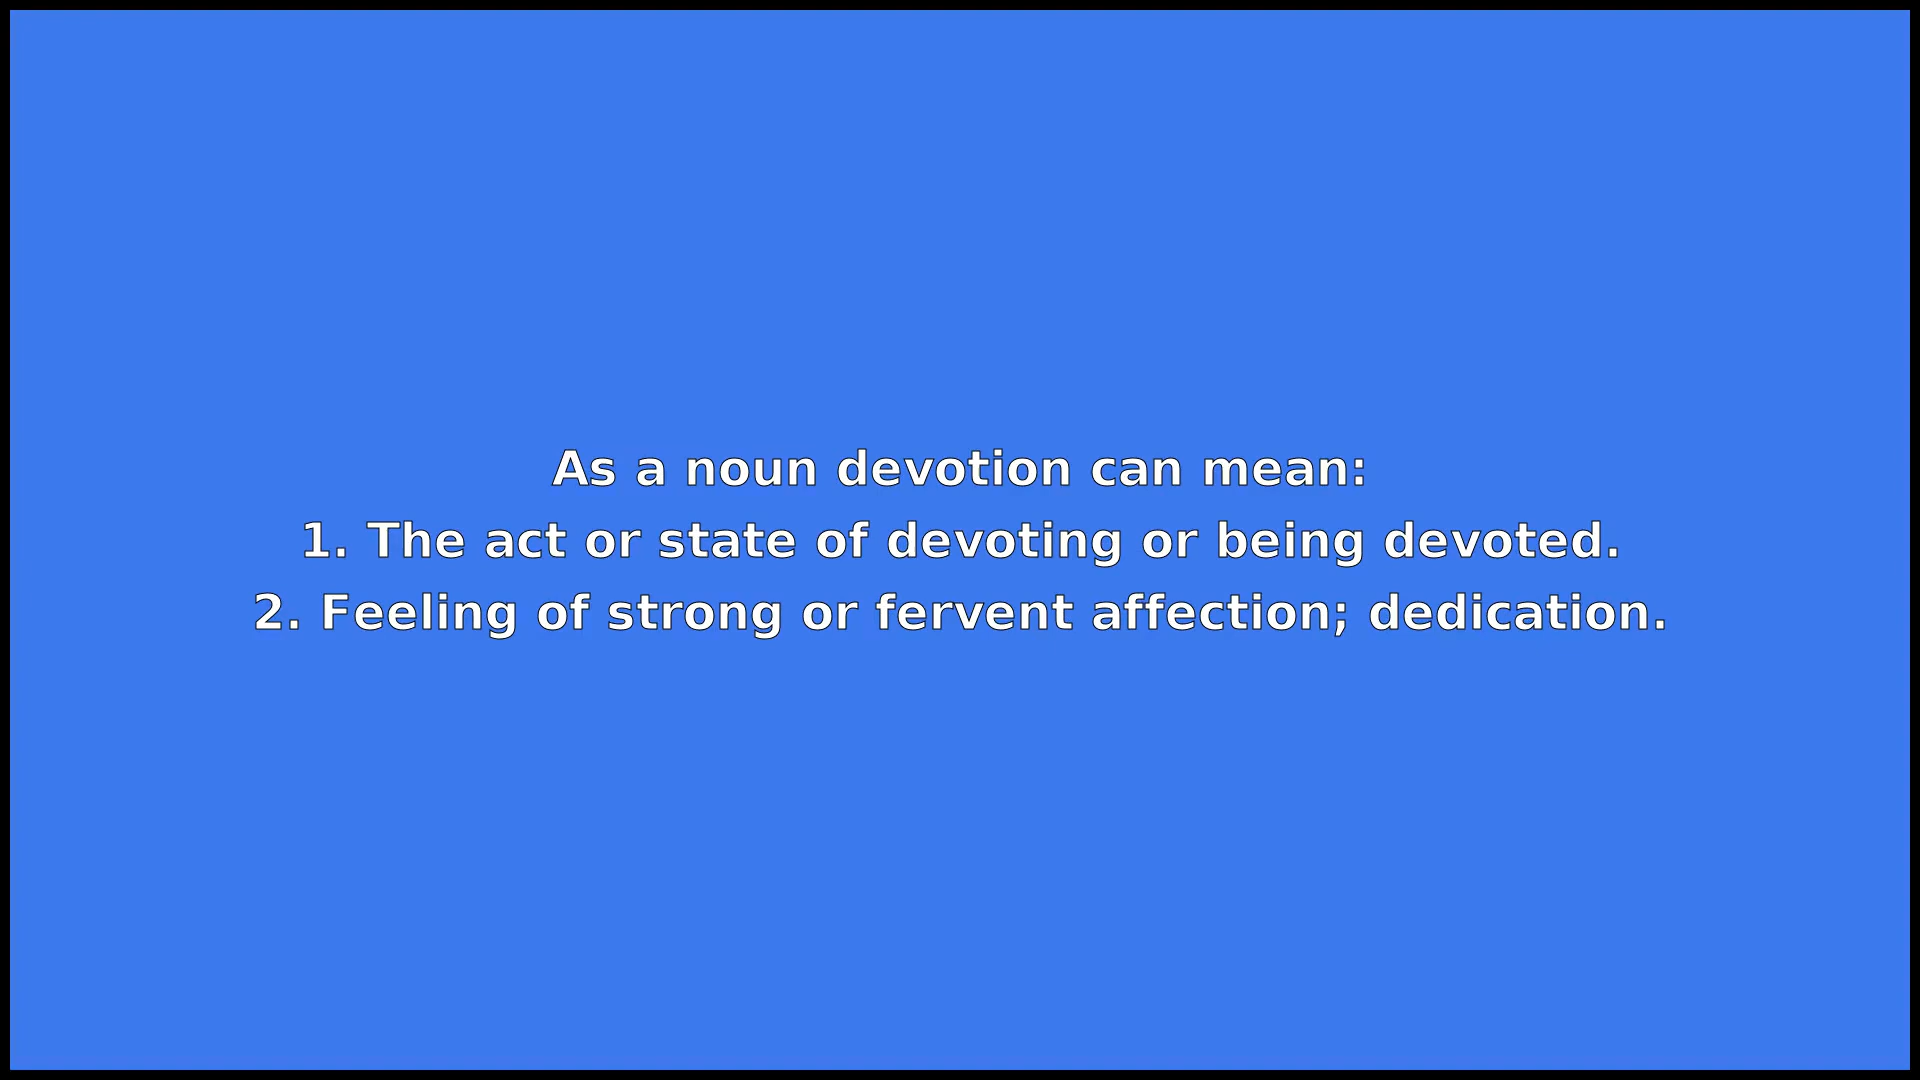 As a noun devotion can mean:
1. The act or state of devoting or being devoted.
2. Feeling of strong or fervent affection; dedication.